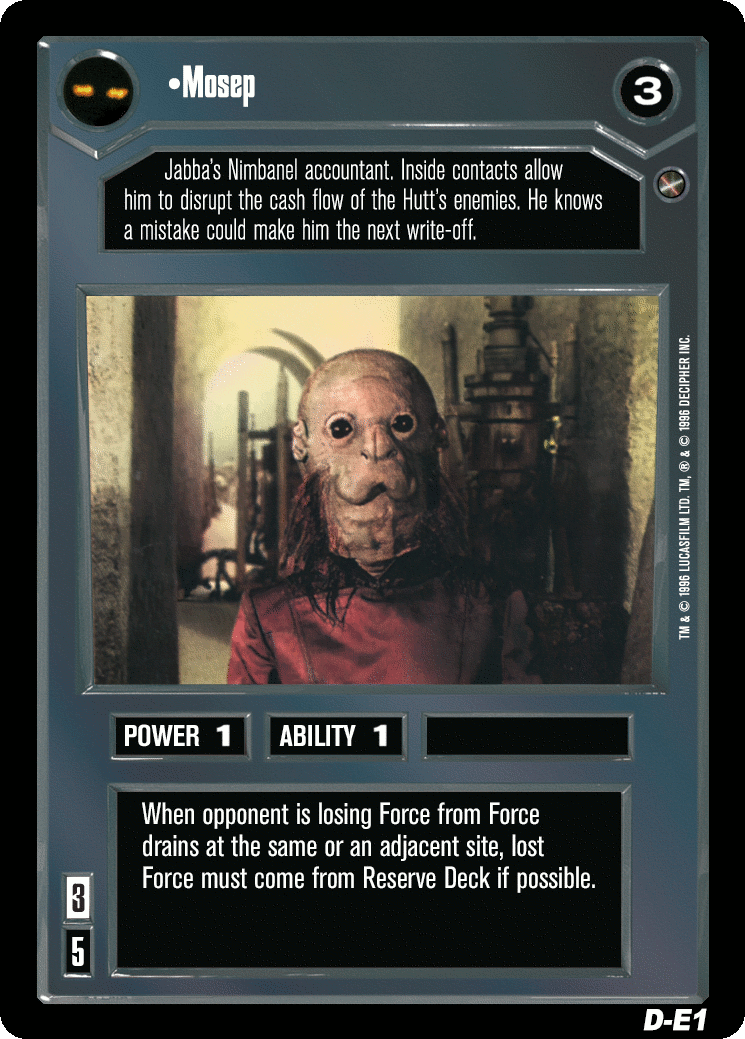 •Mosep
3
Jabba's Nimbanel accountant. Inside contacts allow
him to disrupt the cash flow of the Hutt's enemies. He knows
a mistake could make him the next write-off.
TM & © 1996 LUCASFILM LTD. TM, ® & © 1996 DECIPHER INC.
POWER 1
ABILITY 1
When opponent is losing Force from Force
drains at the same or an adjacent site, lost
Force must come from Reserve Deck if possible.
3
5
D-E1